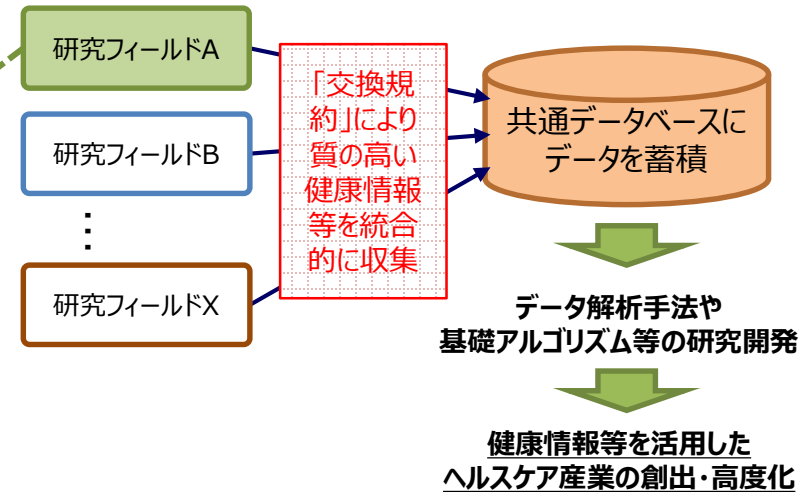 研究フィールドA
研究フィールドB
⋮
研究フィールドX
「交換規
約」により
質の高い
健康情報
等を統合
的に収集
共通データベースに
データを蓄積
データ解析手法や
基礎アルゴリズム等の研究開発
健康情報等を活用した
ヘルスケア産業の創出・高度化